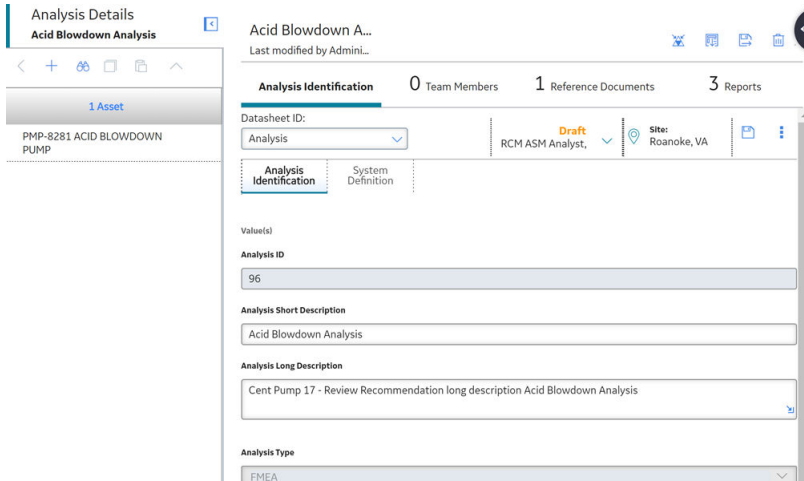 Analysis Details
Acid Blowdown Analysis
1 Asset
PMP-8281 ACID BLOWDOWN
PUMP
Acid Blowdown A...
Last modified by Admini...
Analysis Identification
0 Team Members
1 Reference Documents
3 Reports
Datasheet ID:
Analysis
Draft
RCM ASM Analyst,
Site:
Roanoke, VA
Analysis
Identification
System
Definition
Value(s)
Analysis ID
96
Analysis Short Description
Acid Blowdown Analysis
Analysis Long Description
Cent Pump 17 - Review Recommendation long description Acid Blowdown Analysis
Analysis Type
FMEA